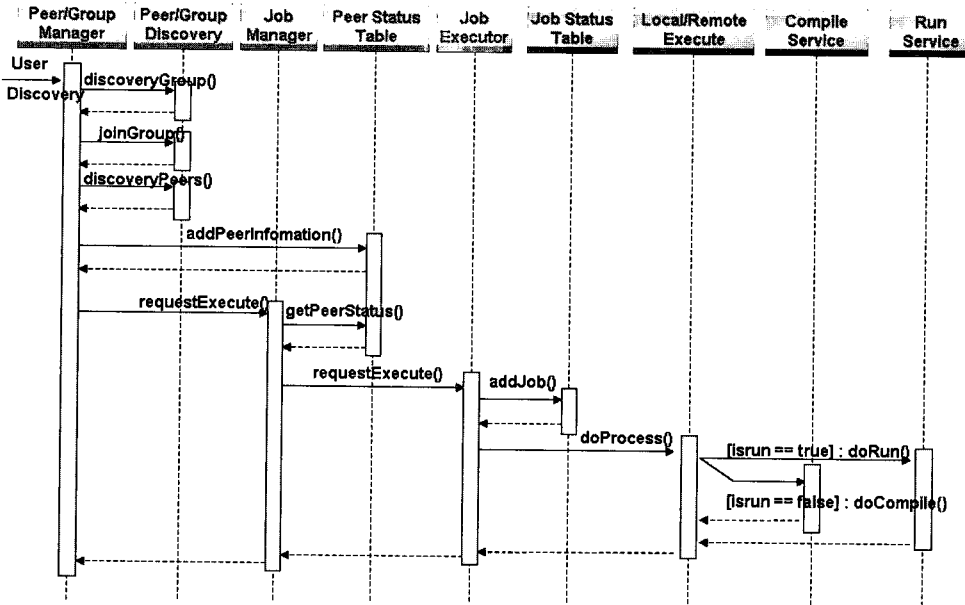 Peer/Group
Manager
Peer/Group
Discovery
Job
Manager
Peer Status
Table
Job
Executor
Job Status
Table
Local/Remote
Execute
Compile
Service
Run
Service
User
Discovery
discoveryGroup()
joinGroup()
discoveryPeers()
addPeerInfomation()
requestExecute()
getPeerStatus()
requestExecute()
addJob()
doProcess()
[isrun == true] : doRun()
[isrun == false] : doCompile()